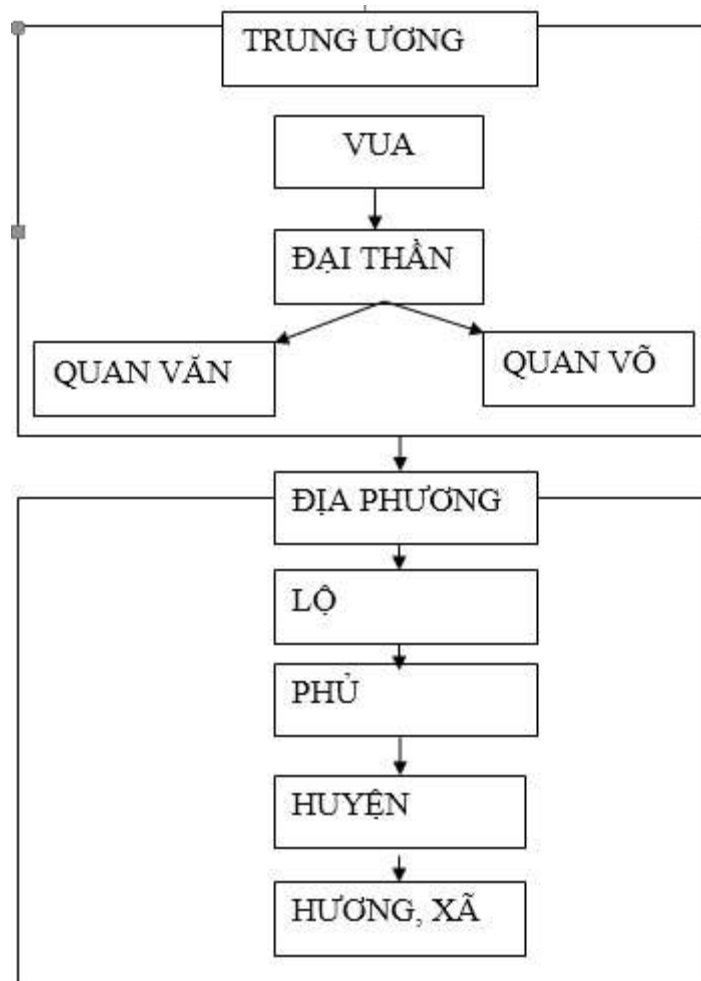 TRUNG ƯƠNG
VUA
ĐẠI THẦN
QUAN VĂN
QUAN VÕ
ĐỊA PHƯƠNG
LỘ
PHỦ
HUYỆN
HƯƠNG, XÃ